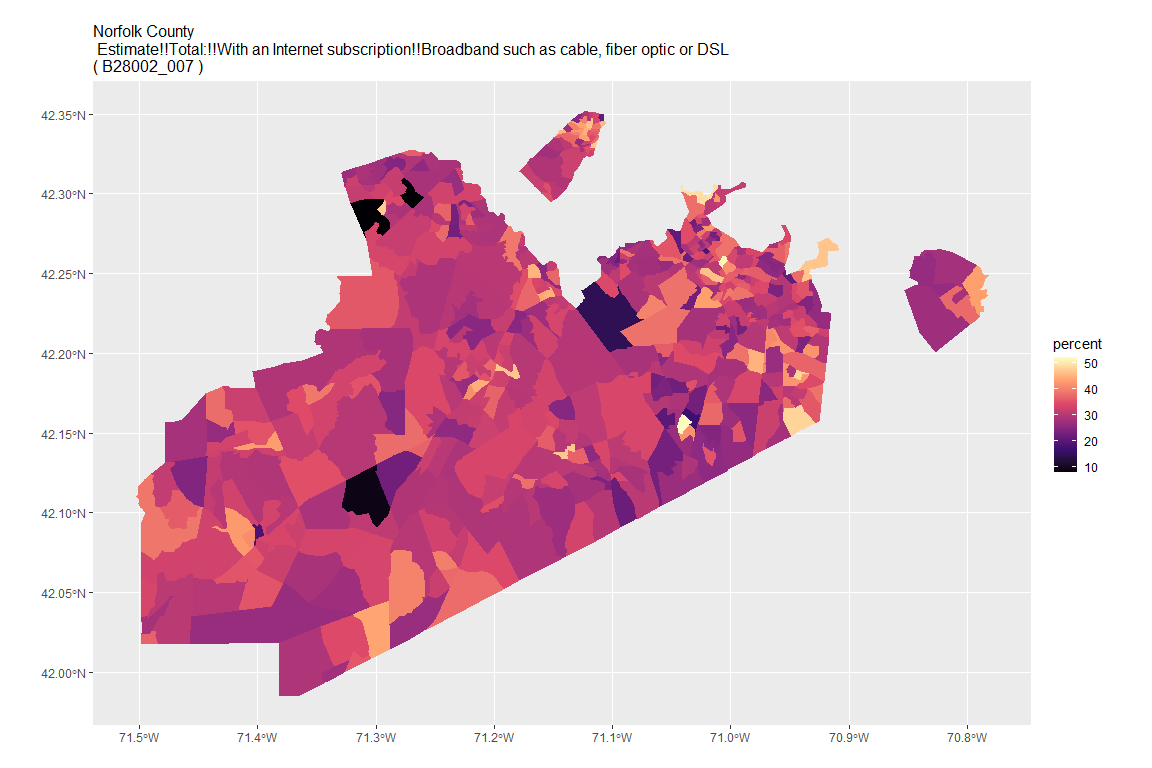 Norfolk County
Estimate!!Total:!!With an Internet subscription!!Broadband such as cable, fiber optic or DSL
( B28002_007 )
42.35°N
42.30°N
42.25°N
42.20°N
42.15°N
42.10°N
42.05°N
42.00°N
71.5°W 71.4°W 71.3°W 71.2°W 71.1°W 71.0°W 70.9°W 70.8°W
percent
50
40
30
20
10